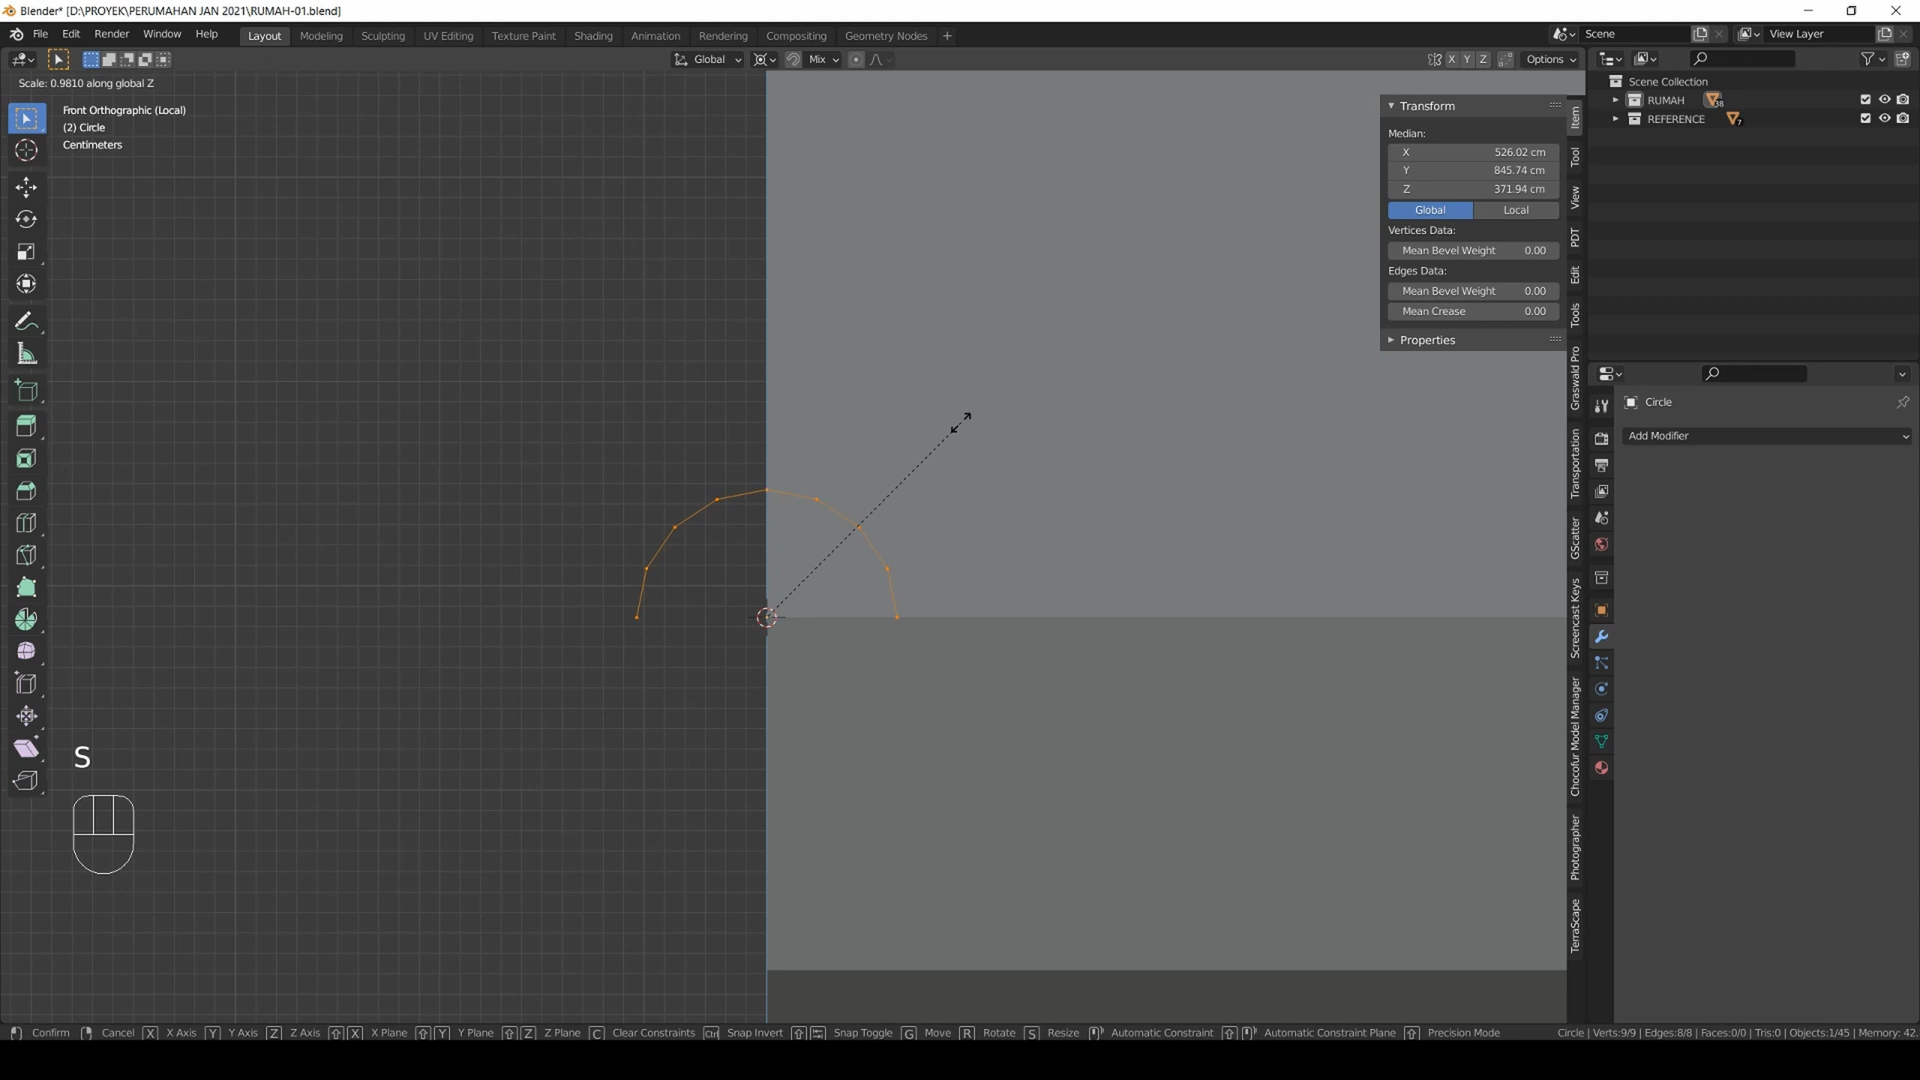 Blender* [D:\PROYEK\PERUMAHAN JAN 2021\RUMAH-01.blend]
File Edit Render Window Help Layout Modeling Sculpting UV Editing Texture Paint Shading Animation Rendering Compositing Geometry Nodes + Scene View Layer
Global Mix X Y Z Options
Scale: 0.9810 along global Z
Front Orthographic (Local)
(2) Circle
Centimeters
Transform
Median:
X 526.02 cm
Y 845.74 cm
Z 371.94 cm
Global Local
Vertices Data:
Mean Bevel Weight 0.00
Edges Data:
Mean Bevel Weight 0.00
Mean Crease 0.00
Properties
Item
Tool
View
PDT
Edit
Tools
Graswald Pro
Transportation
GScatter
Screencast Keys
Chocofur Model Manager
Photographer
TerraScape
Scene Collection
RUMAH 38
REFERENCE 7
Circle
Add Modifier
S
Confirm Cancel X X Axis Y Y Axis Z Z Axis X X Plane Y Y Plane Z Z Plane C Clear Constraints Ctrl Snap Invert Snap Toggle G Move R Rotate S Resize Automatic Constraint Automatic Constraint Plane Precision Mode Circle | Verts:9/9 | Edges:8/8 | Faces:0/0 | Tris:0 | Objects:1/45 | Memory: 42.